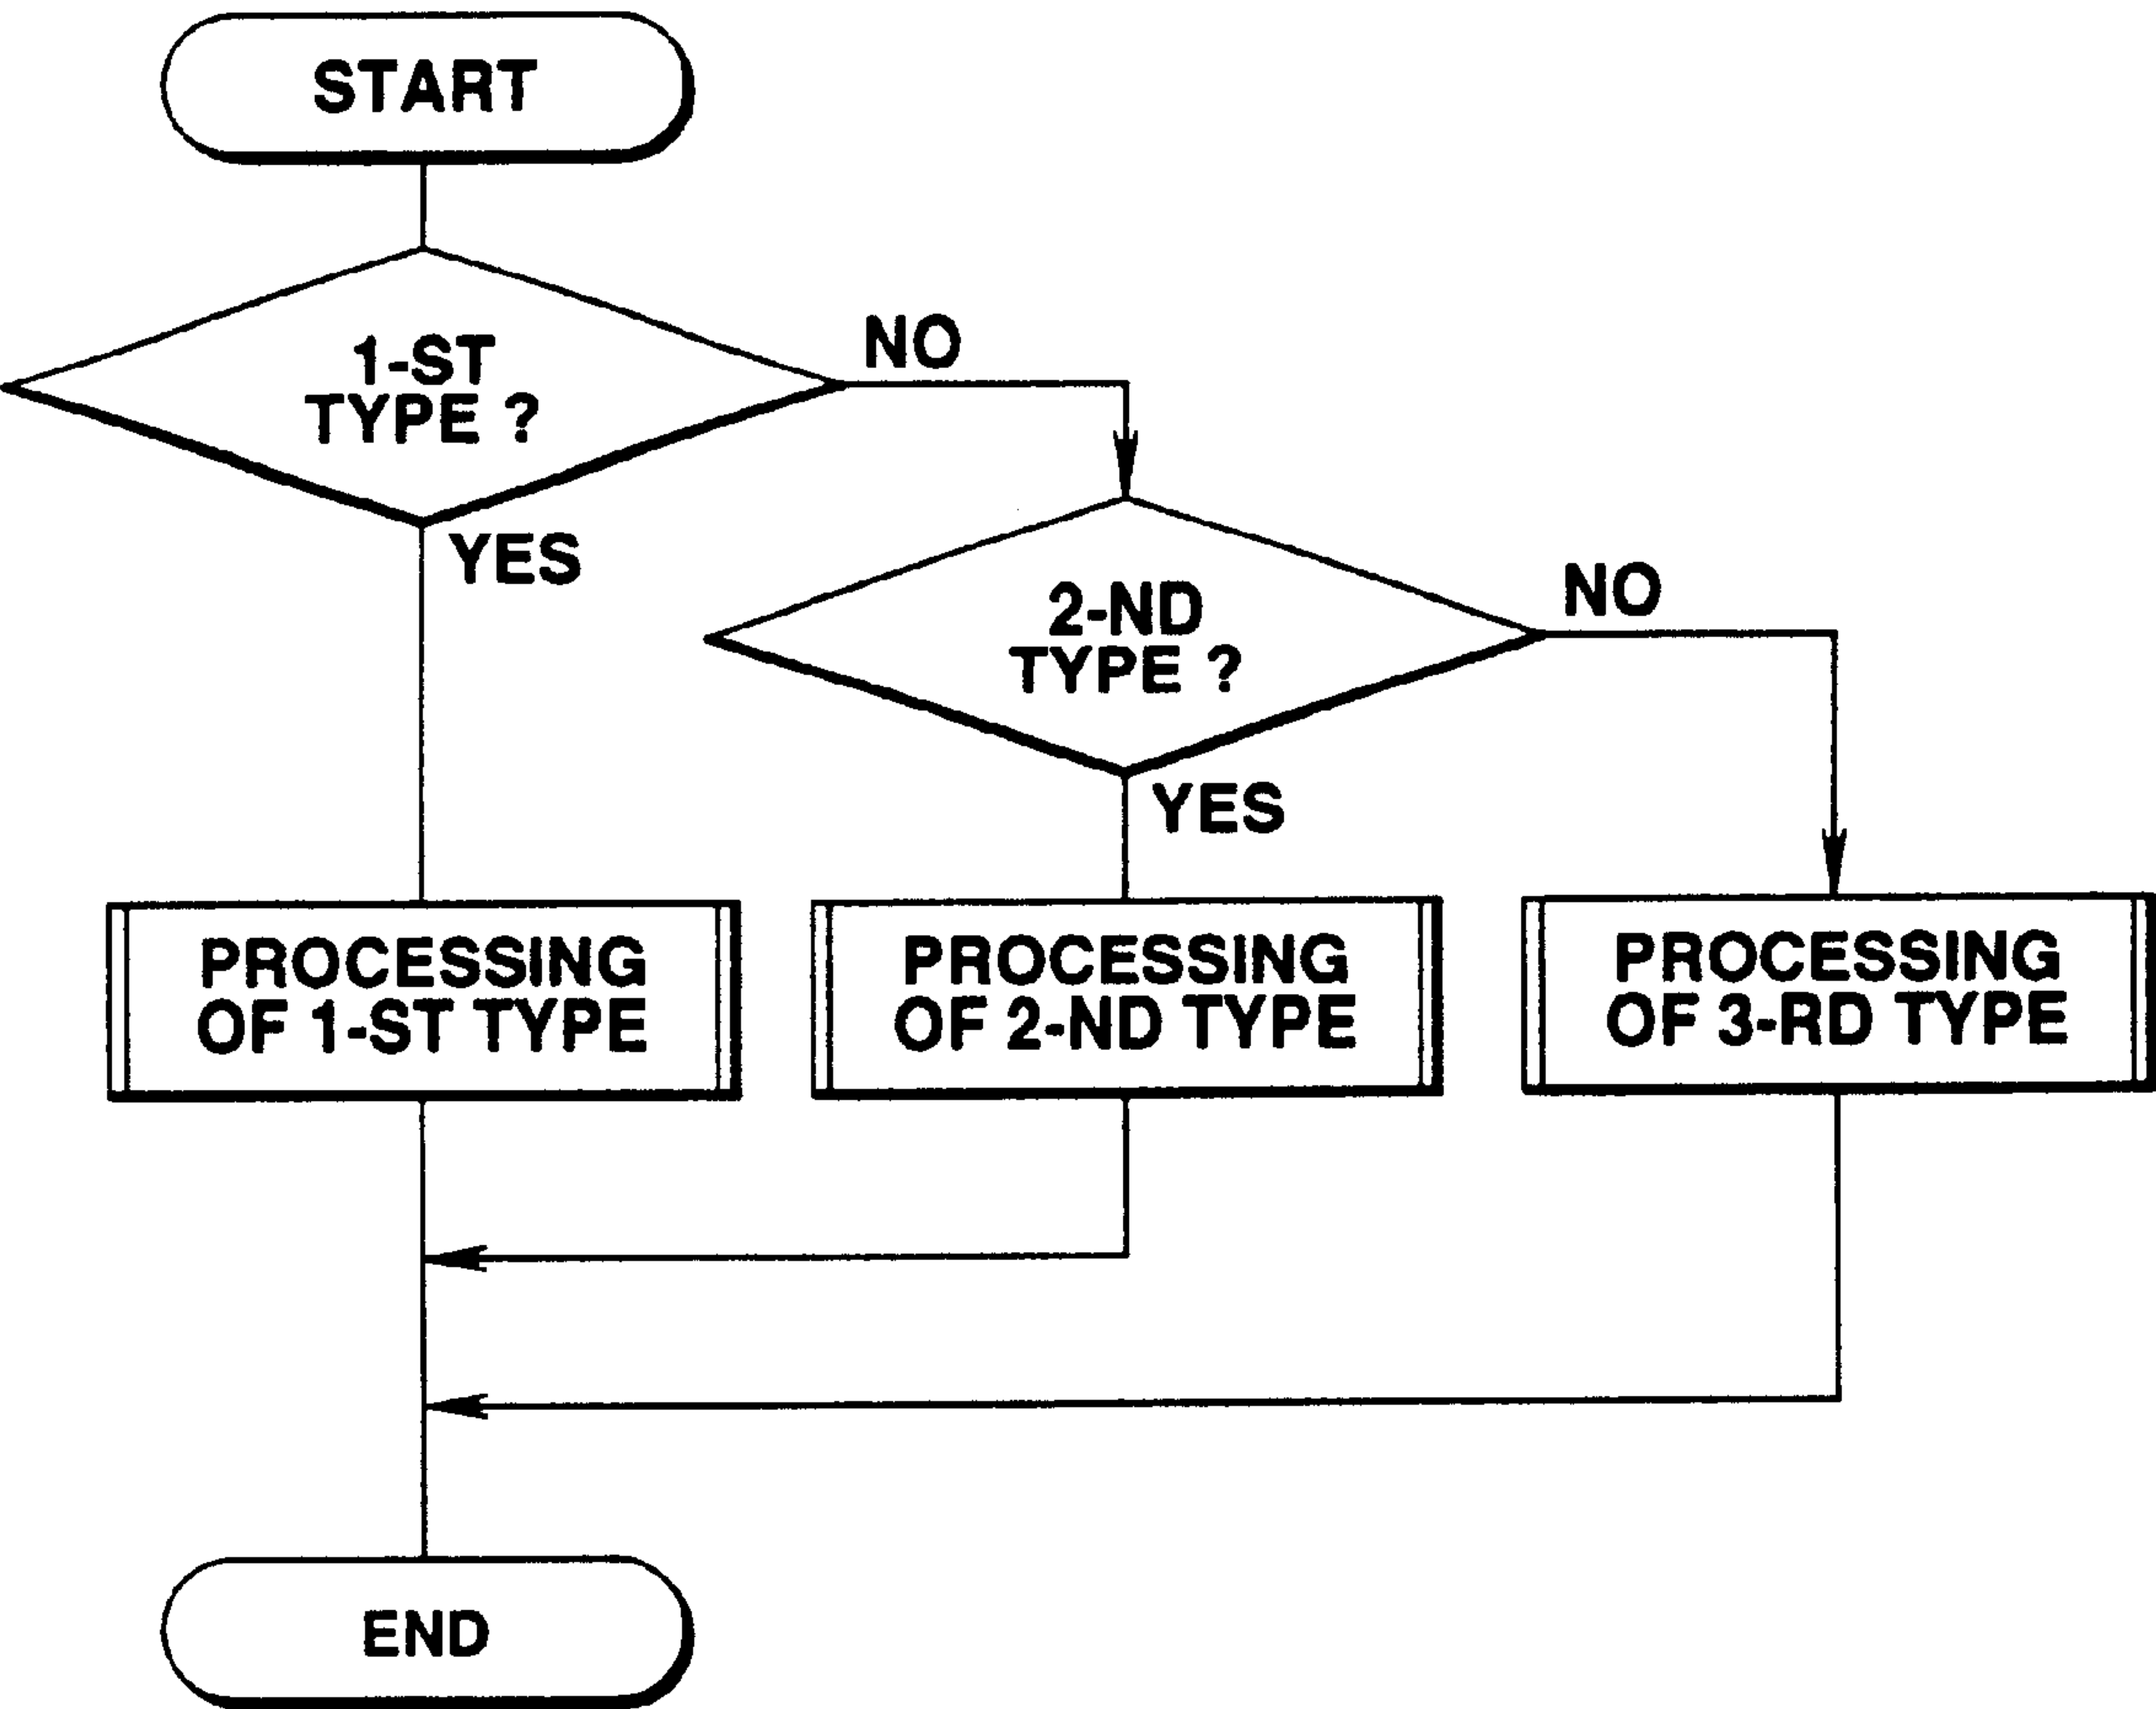 START
1-ST
TYPE ?
NO
YES
2-ND
TYPE ?
NO
YES
PROCESSING
OF 1-ST TYPE
PROCESSING
OF 2-ND TYPE
PROCESSING
OF 3-RD TYPE
END